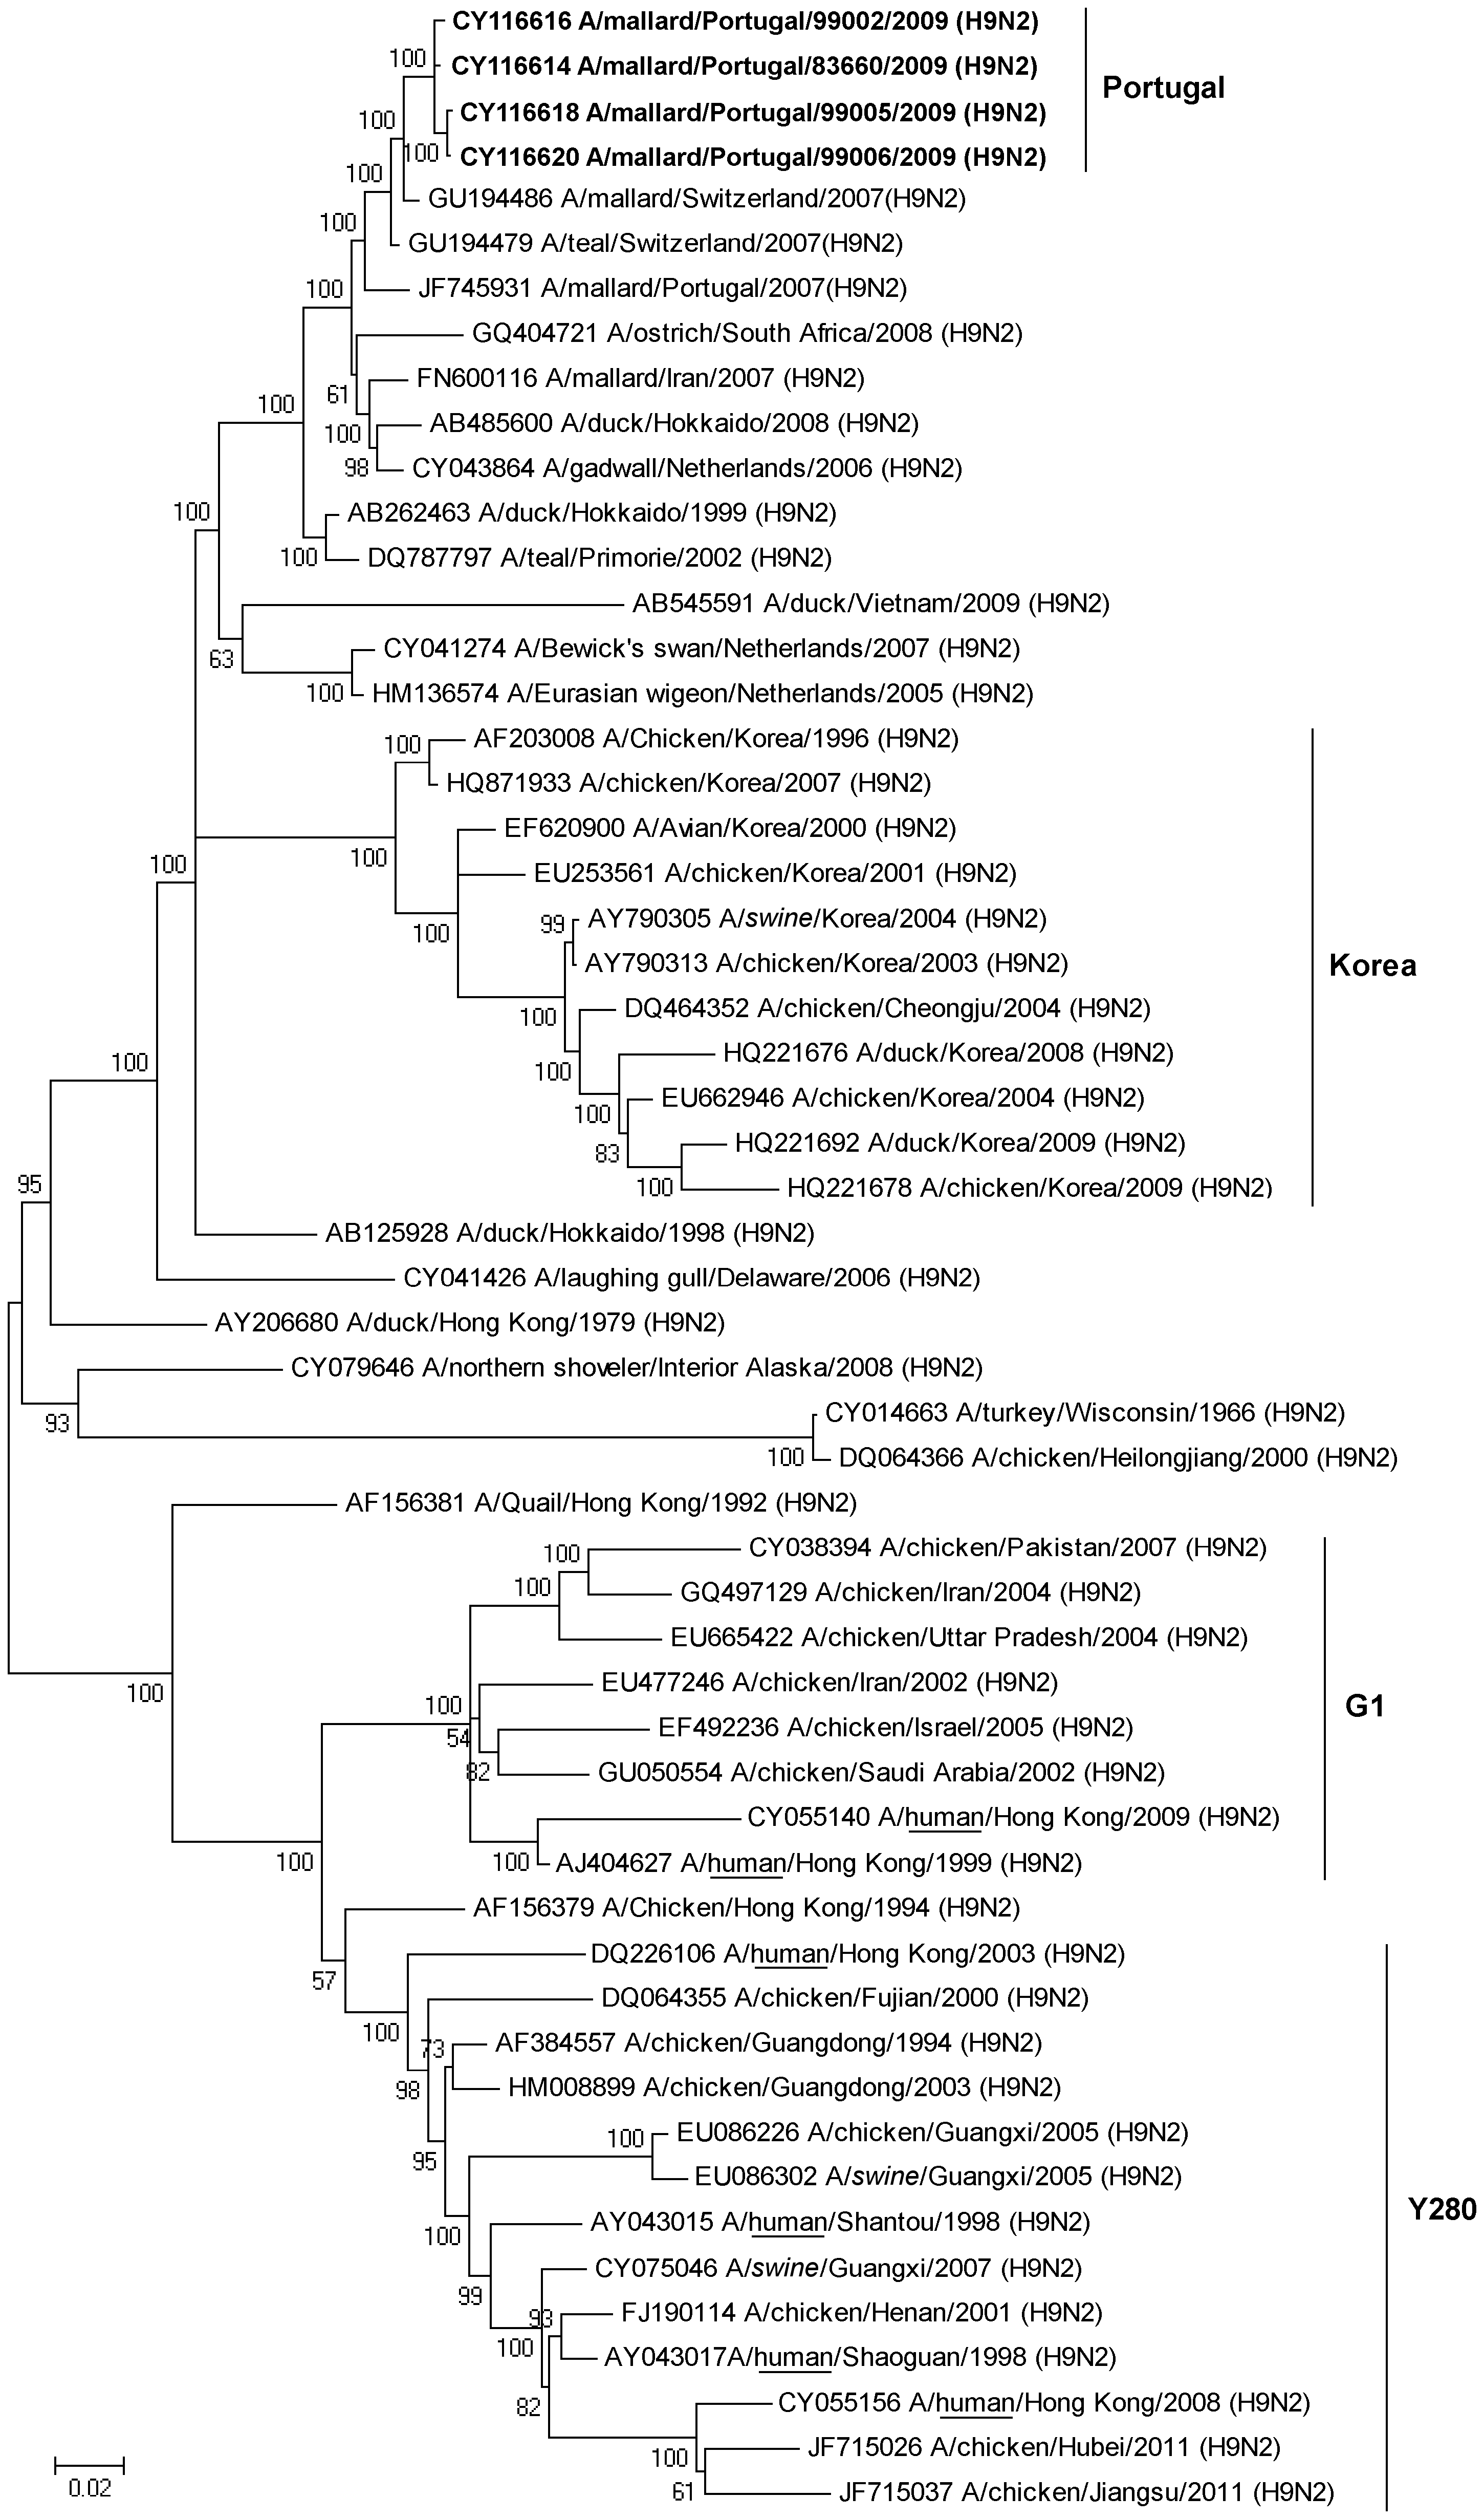 CY116616 A/mallard/Portugal/99002/2009 (H9N2)
100
CY116614 A/mallard/Portugal/83660/2009 (H9N2)
Portugal
100
CY116618 A/mallard/Portugal/99005/2009 (H9N2)
100
CY116620 A/mallard/Portugal/99006/2009 (H9N2)
100
GU194486 A/mallard/Switzerland/2007(H9N2)
100
GU194479 A/teal/Switzerland/2007(H9N2)
100
JF745931 A/mallard/Portugal/2007(H9N2)
GQ404721 A/ostrich/South Africa/2008 (H9N2)
FN600116 A/mallard/Iran/2007 (H9N2)
61
100
AB485600 A/duck/Hokkaido/2008 (H9N2)
100
98
CY043864 A/gadwall/Netherlands/2006 (H9N2)
100
AB262463 A/duck/Hokkaido/1999 (H9N2)
100
DQ787797 A/teal/Primorie/2002 (H9N2)
AB545591 A/duck/Vietnam/2009 (H9N2)
CY041274 A/Bewick's swan/Netherlands/2007 (H9N2)
63
100
HM136574 A/Eurasian wigeon/Netherlands/2005 (H9N2)
AF203008 A/Chicken/Korea/1996 (H9N2)
100
HQ871933 A/chicken/Korea/2007 (H9N2)
EF620900 A/Avian/Korea/2000 (H9N2)
100
100
EU253561 A/chicken/Korea/2001 (H9N2)
99
AY790305 A/swine/Korea/2004 (H9N2)
100
AY790313 A/chicken/Korea/2003 (H9N2)
Korea
DQ464352 A/chicken/Cheongju/2004 (H9N2)
100
HQ221676 A/duck/Korea/2008 (H9N2)
100
100
EU662946 A/chicken/Korea/2004 (H9N2)
100
HQ221692 A/duck/Korea/2009 (H9N2)
83
95
100
HQ221678 A/chicken/Korea/2009 (H9N2)
AB125928 A/duck/Hokkaido/1998 (H9N2)
CY041426 A/laughing gull/Delaware/2006 (H9N2)
AY206680 A/duck/Hong Kong/1979 (H9N2)
CY079646 A/northern shoveler/Interior Alaska/2008 (H9N2)
93
CY014663 A/turkey/Wisconsin/1966 (H9N2)
100
DQ064366 A/chicken/Heilongjiang/2000 (H9N2)
AF156381 A/Quail/Hong Kong/1992 (H9N2)
CY038394 A/chicken/Pakistan/2007 (H9N2)
100
100
GQ497129 A/chicken/Iran/2004 (H9N2)
EU665422 A/chicken/Uttar Pradesh/2004 (H9N2)
EU477246 A/chicken/Iran/2002 (H9N2)
100
100
G1
54
EF492236 A/chicken/Israel/2005 (H9N2)
82
GU050554 A/chicken/Saudi Arabia/2002 (H9N2)
CY055140 A/human/Hong Kong/2009 (H9N2)
100
100
AJ404627 A/human/Hong Kong/1999 (H9N2)
AF156379 A/Chicken/Hong Kong/1994 (H9N2)
DQ226106 A/human/Hong Kong/2003 (H9N2)
57
DQ064355 A/chicken/Fujian/2000 (H9N2)
100
73
AF384557 A/chicken/Guangdong/1994 (H9N2)
98
HM008899 A/chicken/Guangdong/2003 (H9N2)
100
EU086226 A/chicken/Guangxi/2005 (H9N2)
95
EU086302 A/swine/Guangxi/2005 (H9N2)
Y280
AY043015 A/human/Shantou/1998 (H9N2)
100
CY075046 A/swine/Guangxi/2007 (H9N2)
99
93
FJ190114 A/chicken/Henan/2001 (H9N2)
100
AY043017A/human/Shaoguan/1998 (H9N2)
82
CY055156 A/human/Hong Kong/2008 (H9N2)
100
JF715026 A/chicken/Hubei/2011 (H9N2)
61
JF715037 A/chicken/Jiangsu/2011 (H9N2)
0.02